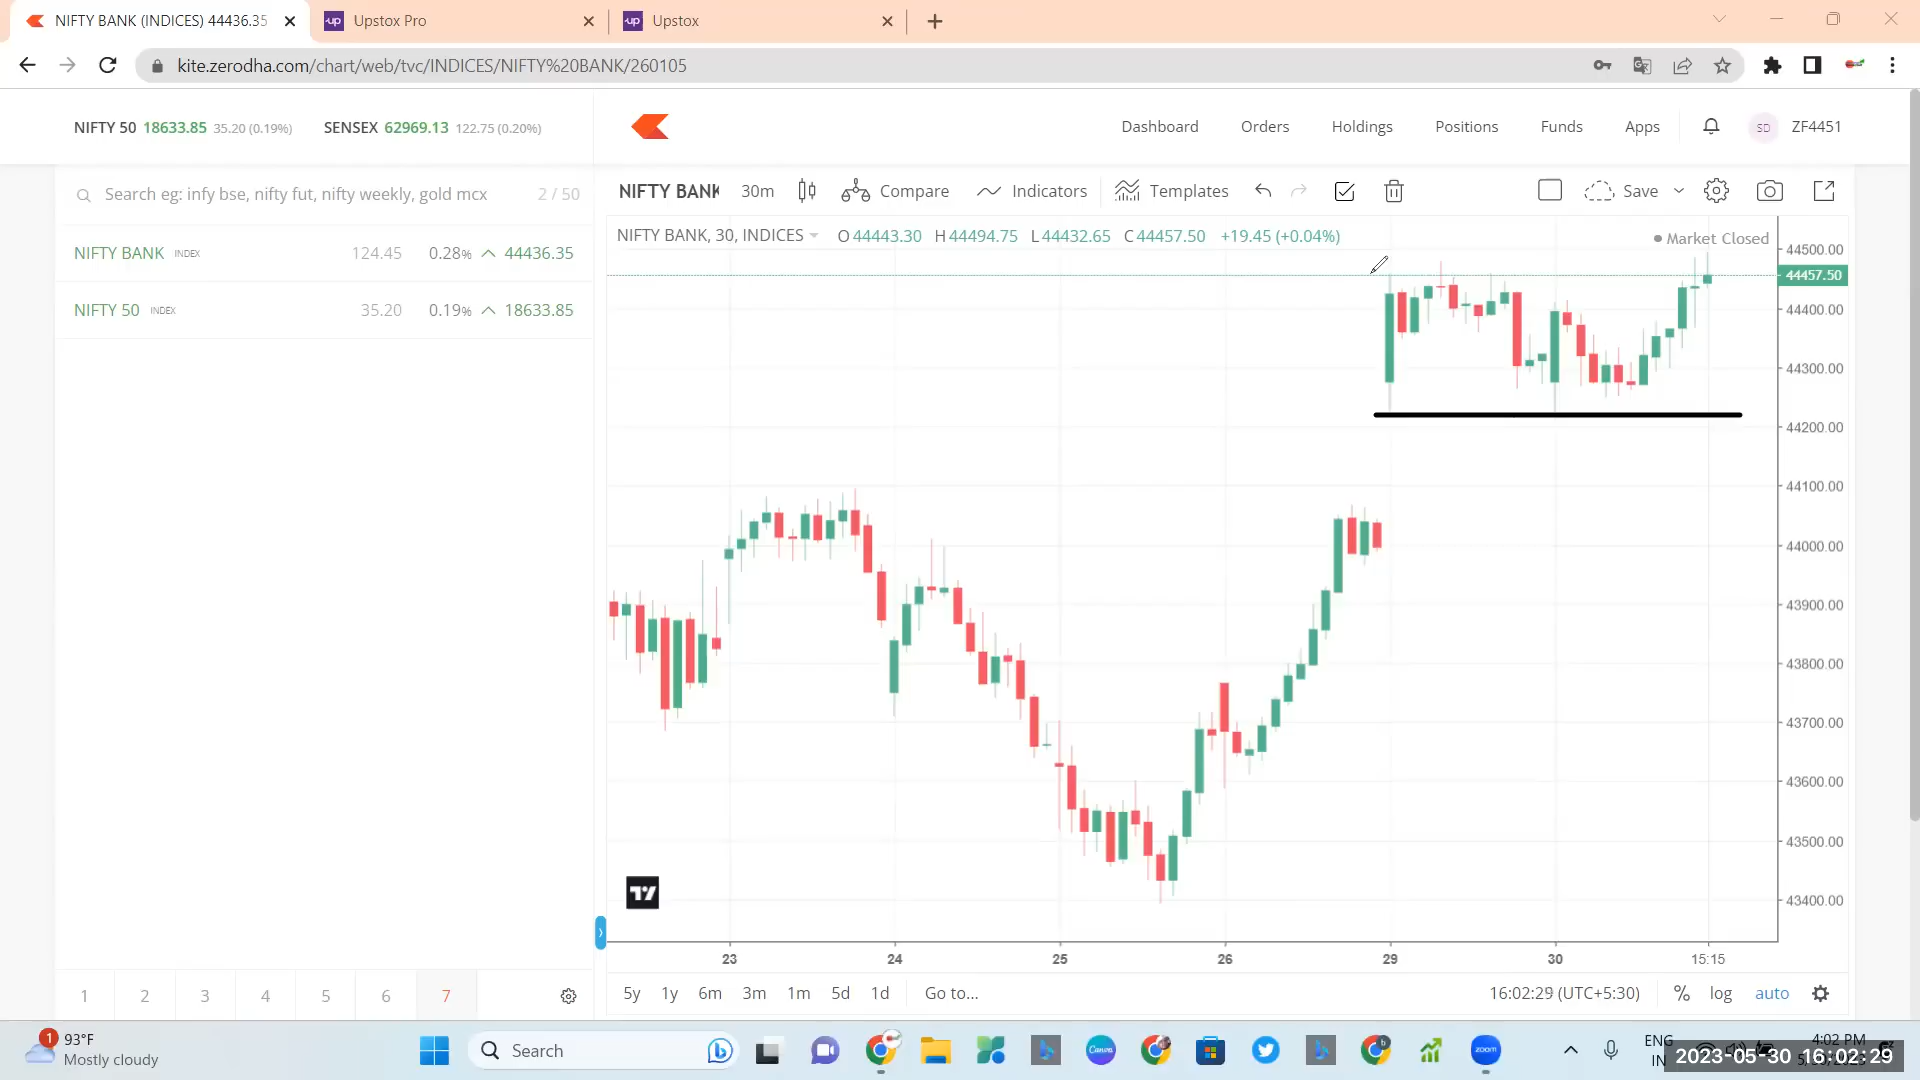 NIFTY BANK (INDICES) 44436.35
Upstox Pro
Upstox
kite.zerodha.com/chart/web/tvc/INDICES/NIFTY%20BANK/260105
NIFTY 50 18633.85 35.20 (0.19%) SENSEX 62969.13 122.75 (0.20%)
Dashboard Orders Holdings Positions Funds Apps SD ZF4451
Search eg: infy bse, nifty fut, nifty weekly, gold mcx 2 / 50
NIFTY BANK INDEX 124.45 0.28% 44436.35
NIFTY 50 INDEX 35.20 0.19% 18633.85
1 2 3 4 5 6 7
NIFTY BANK 30m Compare Indicators Templates Save
NIFTY BANK, 30, INDICES O 44443.30 H 44494.75 L 44432.65 C 44457.50 +19.45 (+0.04%)
Market Closed
44500.00
44457.50
44400.00
44300.00
44200.00
44100.00
44000.00
43900.00
43800.00
43700.00
43600.00
43500.00
43400.00
23 24 25 26 29 30 15:15
5y 1y 6m 3m 1m 5d 1d Go to... 16:02:29 (UTC+5:30) % log auto
1
93°F
Mostly cloudy
Search
Canva
zoom
ENG
IN
4:02 PM
2023-05-30 16:02:29